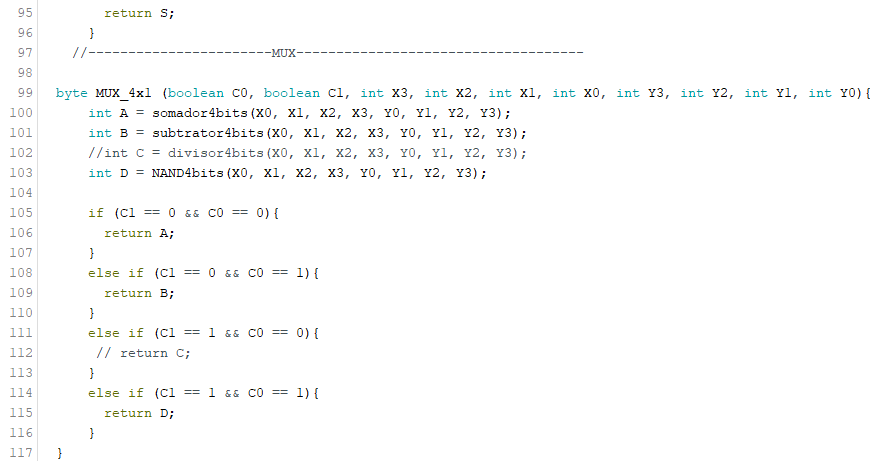 95 return S;
96 }
97 //-----------------------MUX------------------------------------
98
99 byte MUX_4x1 (boolean C0, boolean C1, int X3, int X2, int X1, int X0, int Y3, int Y2, int Y1, int Y0){
100 int A = somador4bits(X0, X1, X2, X3, Y0, Y1, Y2, Y3);
101 int B = subtrator4bits(X0, X1, X2, X3, Y0, Y1, Y2, Y3);
102 //int C = divisor4bits(X0, X1, X2, X3, Y0, Y1, Y2, Y3);
103 int D = NAND4bits(X0, X1, X2, X3, Y0, Y1, Y2, Y3);
104
105 if (C1 == 0 && C0 == 0){
106 return A;
107 }
108 else if (C1 == 0 && C0 == 1){
109 return B;
110 }
111 else if (C1 == 1 && C0 == 0){
112 // return C;
113 }
114 else if (C1 == 1 && C0 == 1){
115 return D;
116 }
117 }